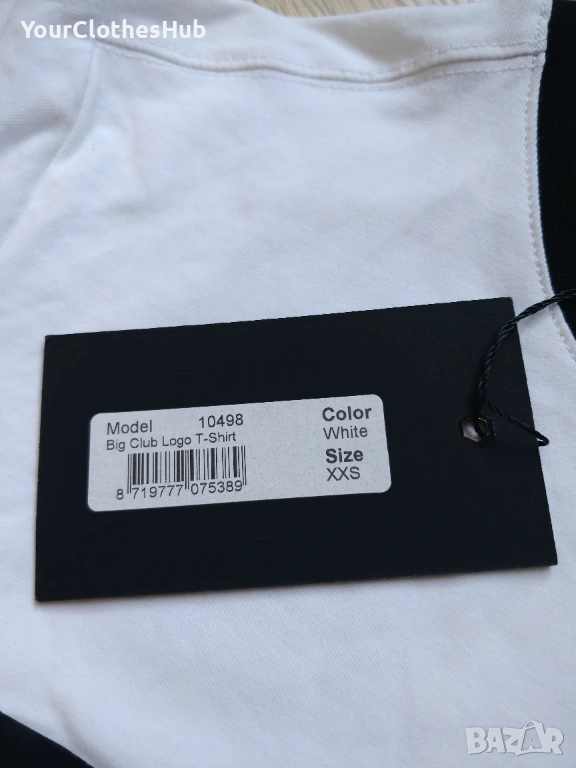 YourClothesHub
Model 10498
Big Club Logo T-Shirt
8 719777 075389
Color
White
Size
XXS
BAZAR